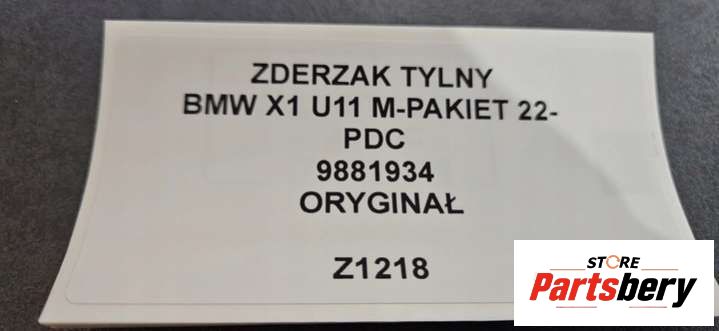 ZDERZAK TYLNY
BMW X1 U11 M-PAKIET 22-
PDC
9881934
ORYGINAŁ
Z1218
STORE
Partsbery